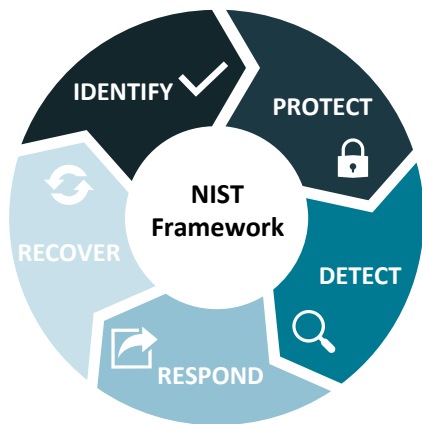 IDENTIFY
PROTECT
NIST
Framework
RECOVER
DETECT
RESPOND